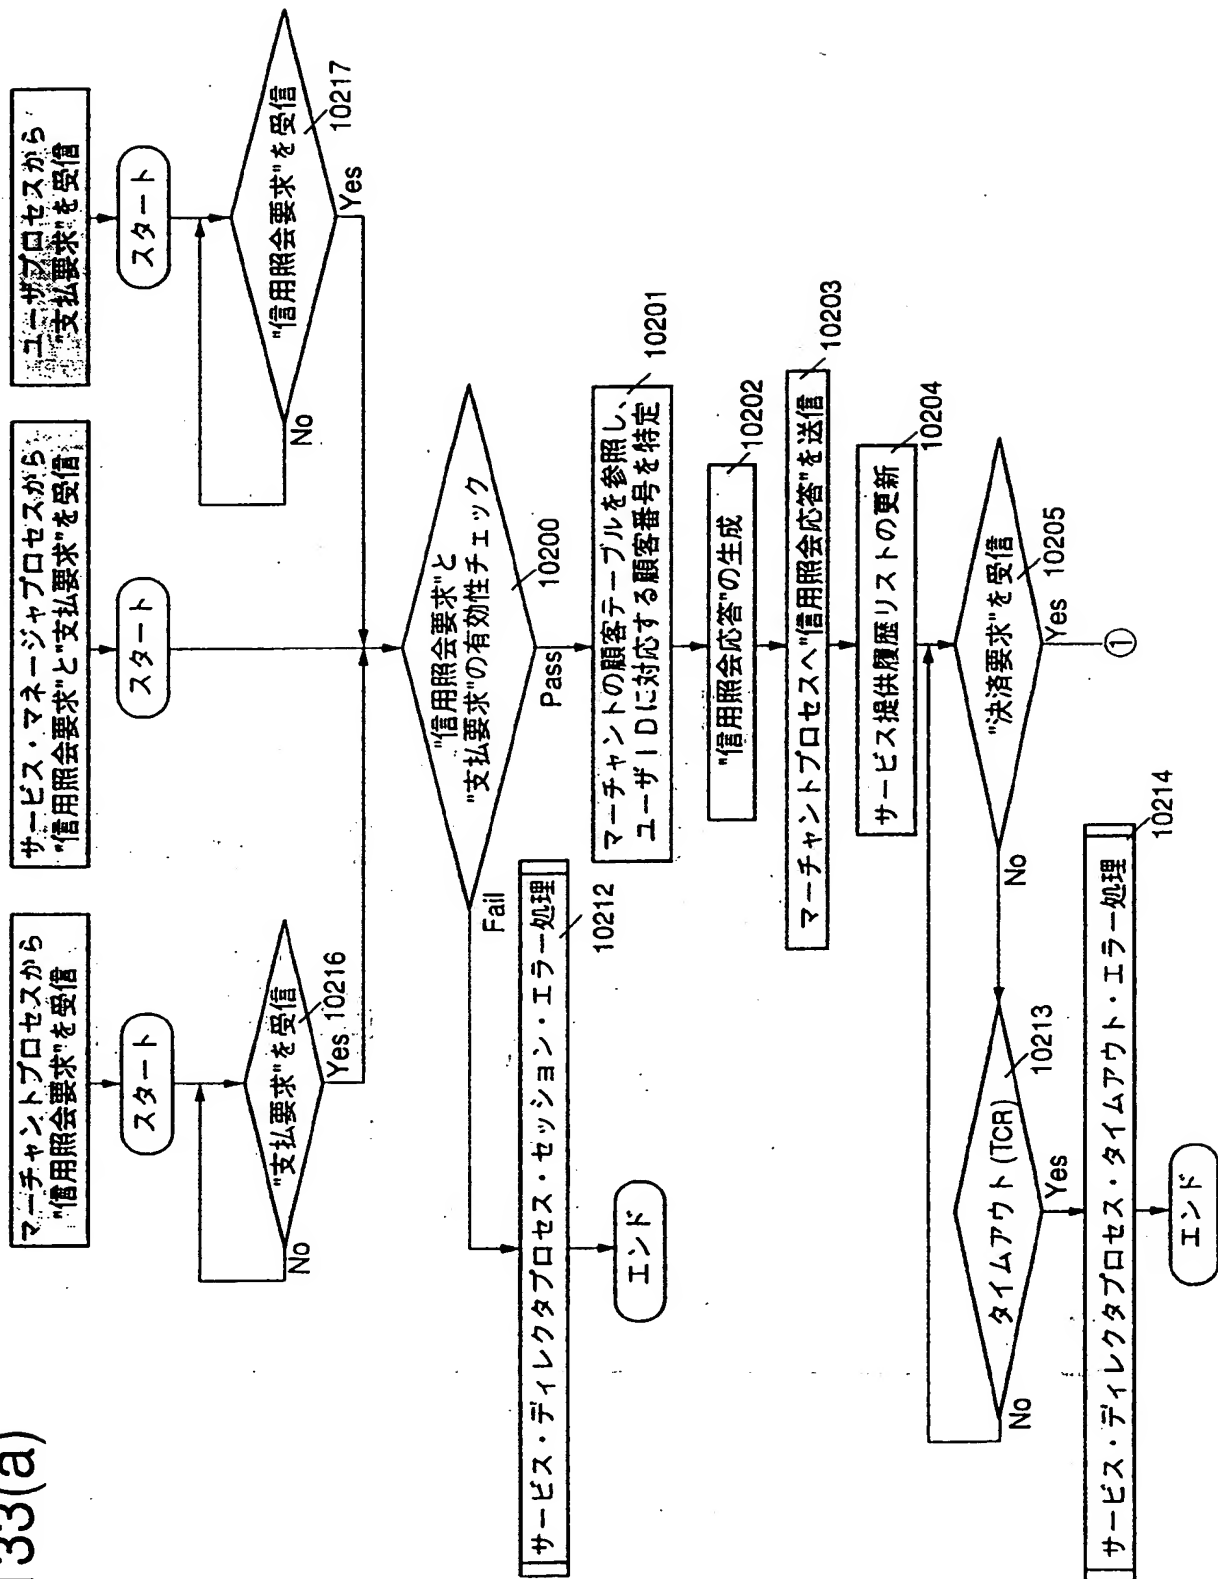 133(a)
マーチャントプロセスから
"信用照会要求"を受信
スタート
"支払要求"を受信
10216
No
Yes
サービス・マネージャプロセスから
"信用照会要求"と"支払要求"を受信
スタート
ユーザプロセスから
"支払要求"を受信
スタート
"信用照会要求"を受信
10217
No
Yes
"信用照会要求"と
"支払要求"の有効性チェック
10200
Fail
Pass
サービス・ディレクタプロセス・セッション・エラー処理
10212
エンド
マーチャントの顧客テーブルを参照し、
ユーザIDに対応する顧客番号を特定
10201
"信用照会応答"の生成
10202
マーチャントプロセスへ"信用照会応答"を送信
10203
サービス提供履歴リストの更新
10204
"決済要求"を受信
10205
No
Yes
①
タイムアウト(TCR)
10213
No
Yes
サービス・ディレクタプロセス・タイムアウト・エラー処理
10214
エンド